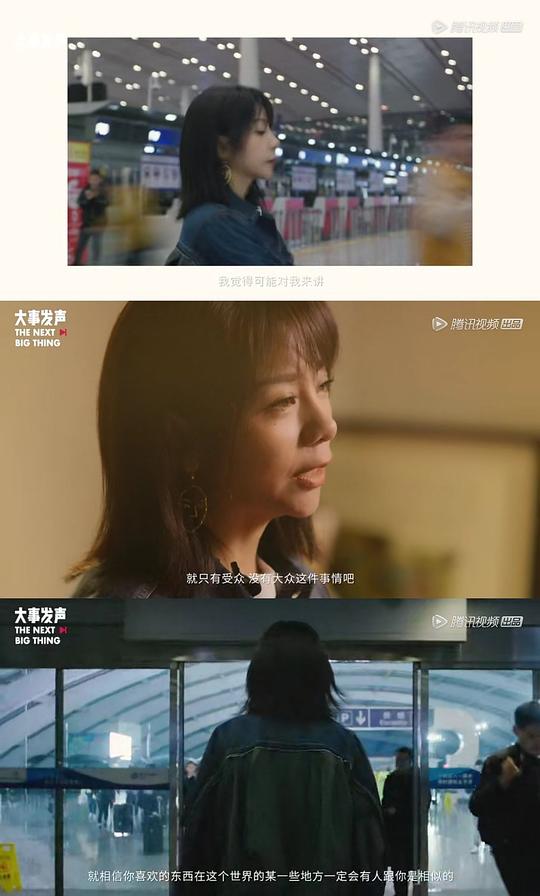 腾讯视频 出品
我觉得可能对我来讲
大事发声
THE NEXT
BIG THING
腾讯视频 出品
就只有受众 没有大众这件事情吧
大事发声
THE NEXT
BIG THING
腾讯视频 出品
就相信你喜欢的东西在这个世界的某一些地方一定会有人跟你是相似的